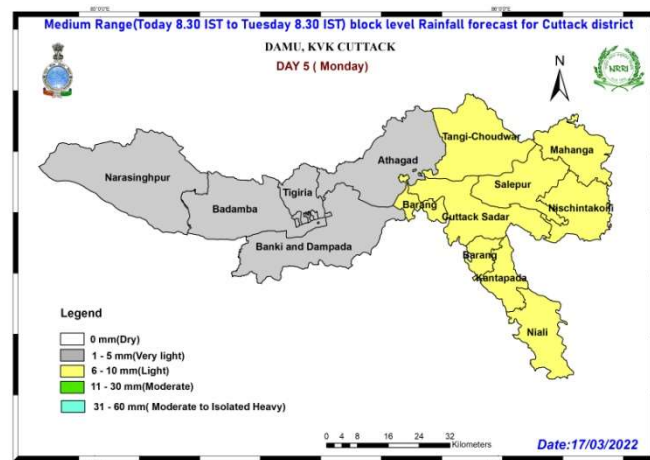 Medium Range(Today 8.30 IST to Tuesday 8.30 IST) block level Rainfall forecast for Cuttack district
DAMU, KVK CUTTACK
DAY 5 ( Monday)
N
NRRI
Tangi-Choudwar
Mahanga
Athagad
Narasinghpur
Salepur
Tigiria
Badamba
Barang
Nischintakoili
Cuttack Sadar
Banki and Dampada
Barang
Kantapada
Niali
Legend
0 mm(Dry)
1 - 5 mm(Very light)
6 - 10 mm(Light)
11 - 30 mm(Moderate)
31 - 60 mm( Moderate to Isolated Heavy)
0 4 8 16 24 32
Kilometers
Date:17/03/2022